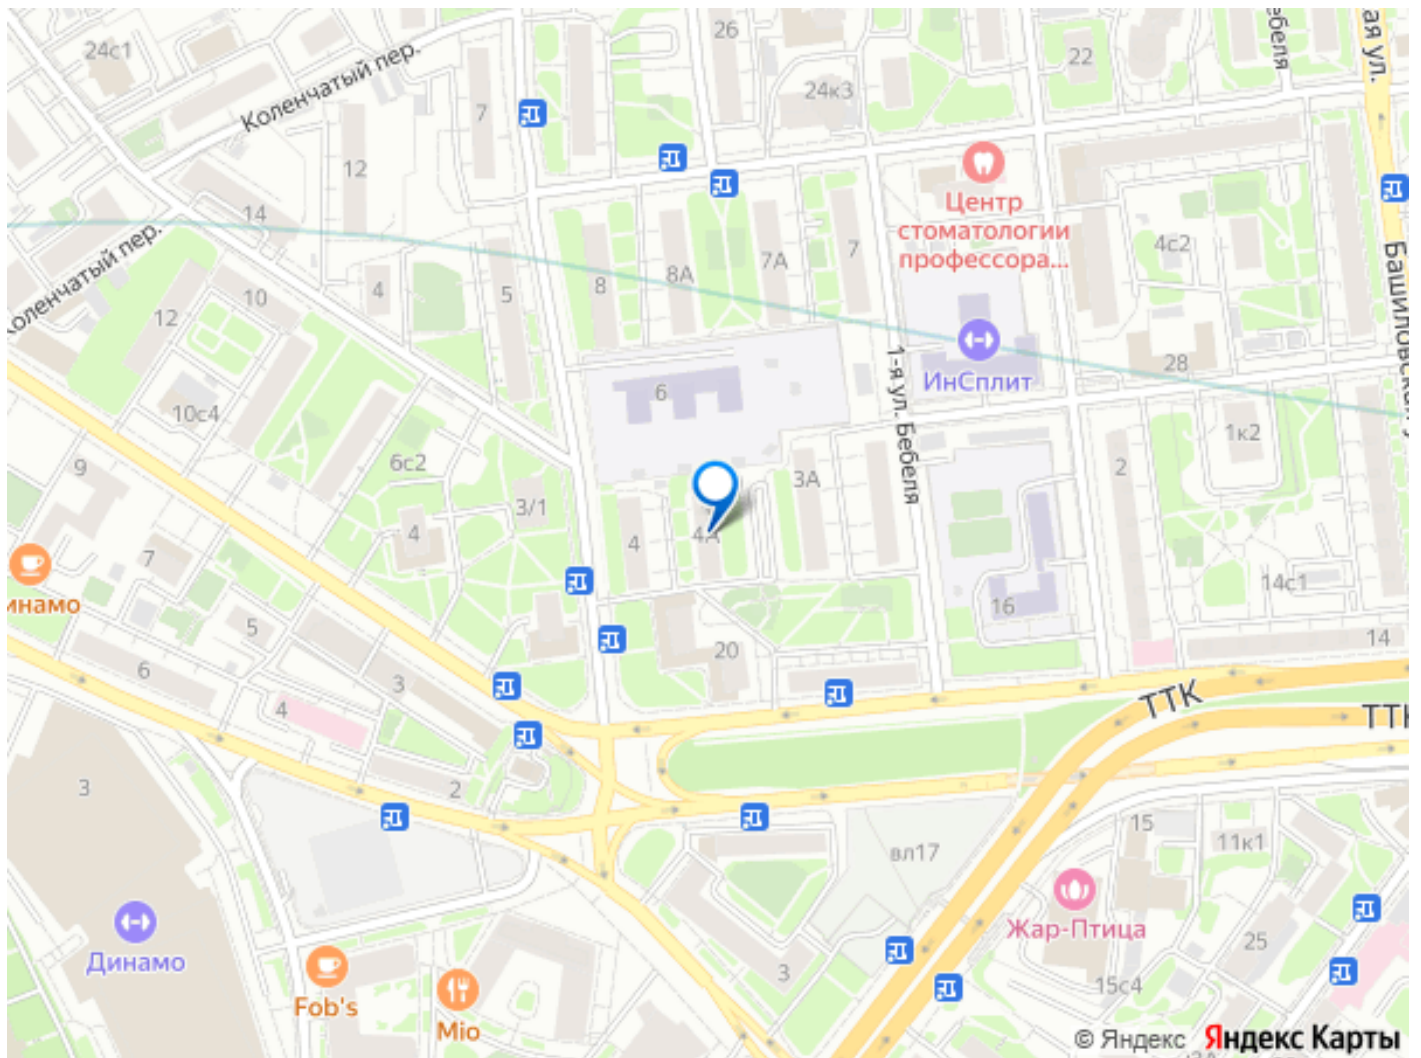 24с1
Коленчатый пер.
26
24к3
22
Бебеля
ая ул.
7
12
14
Центр
стоматологии
профессора...
4с2
Коленчатый пер.
10
4
5
8
8А
7А
7
12
Башиловская у
10с4
6
ИнСплит
28
1-я ул. Бебеля
9
6с2
3/1
4
4
4А
3А
2
1к2
7
инамо
5
16
14с1
14
6
3
4
20
ТТК
ТТК
3
2
вл17
15
11к1
Динамо
Жар-Птица
25
Fob's
Mio
3
15с4
© Яндекс Яндекс Карты